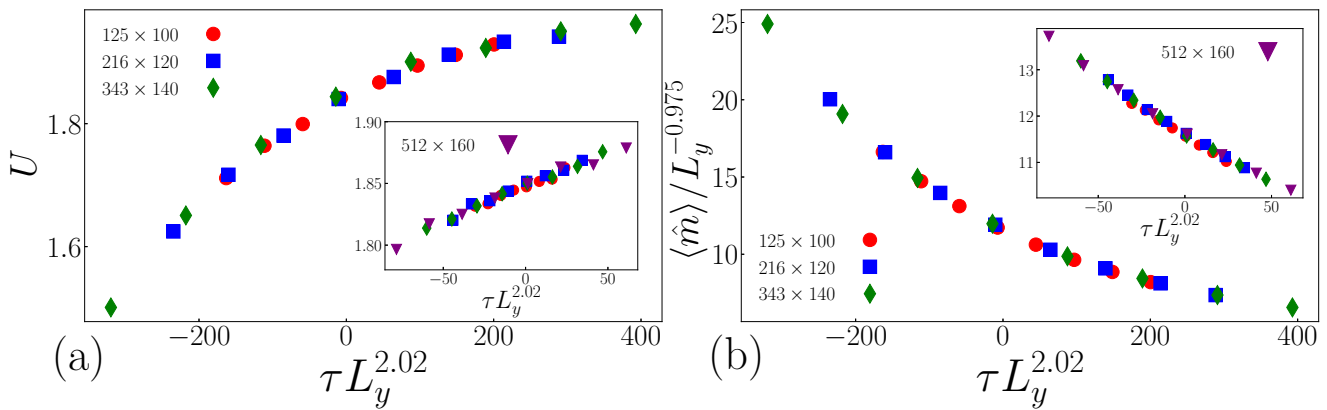 U
1.8
1.6
125 × 100
216 × 120
343 × 140
1.90
1.85
1.80
512 × 160
−50
0
50
τL_y^{2.02}
−200
0
200
400
(a)
τL_y^{2.02}
⟨m̂⟩/L_y^{−0.975}
25
20
15
10
125 × 100
216 × 120
343 × 140
13
12
11
512 × 160
−50
0
50
τL_y^{2.02}
−200
0
200
400
(b)
τL_y^{2.02}